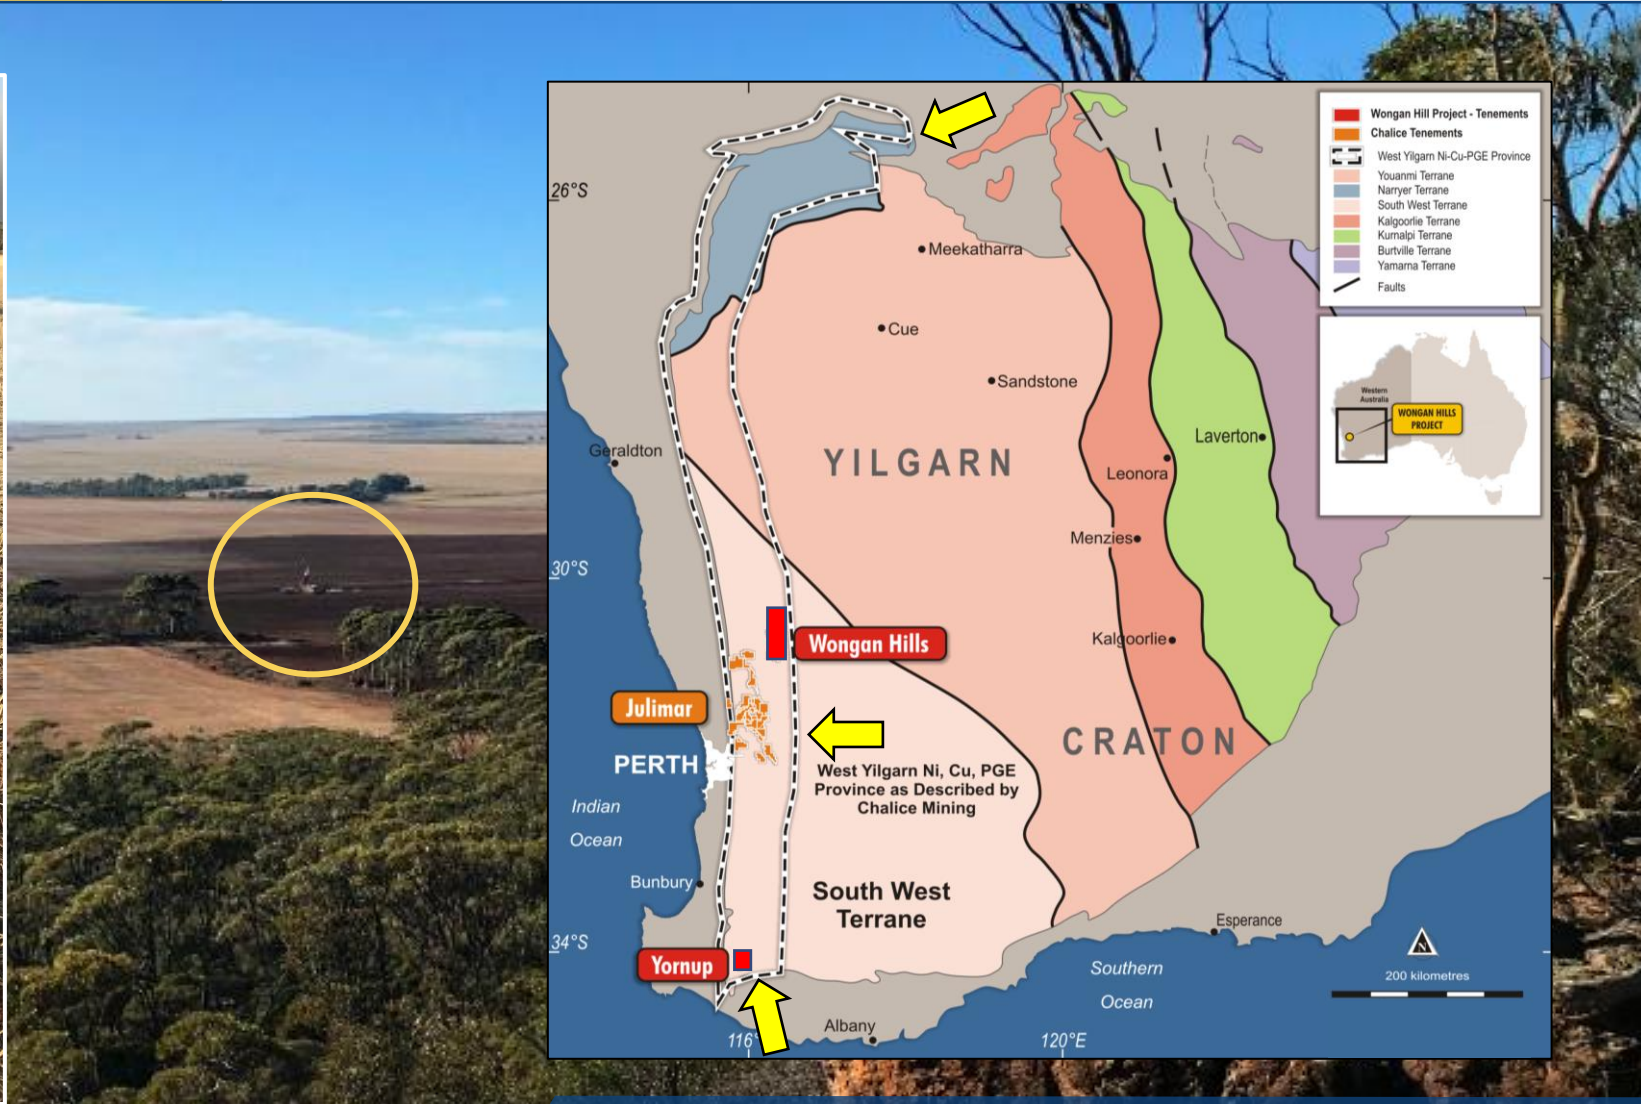 Wongan Hill Project - Tenements
Chalice Tenements
West Yilgarn Ni-Cu-PGE Province
Youanmi Terrane
Narryer Terrane
South West Terrane
Kalgoorlie Terrane
Kurnalpi Terrane
Burtville Terrane
Yamarna Terrane
Faults
26°S
Meekatharra
Cue
Sandstone
Western
Australia
WONGAN HILLS
PROJECT
Geraldton
YILGARN
Laverton
Leonora
Menzies
30°S
Kalgoorlie
Wongan Hills
Julimar
CRATON
PERTH
West Yilgarn Ni, Cu, PGE
Province as Described by
Chalice Mining
Indian
Ocean
Bunbury
South West
Terrane
34°S
Yornup
Esperance
N
Southern
Ocean
200 kilometres
Albany
116°
120°E